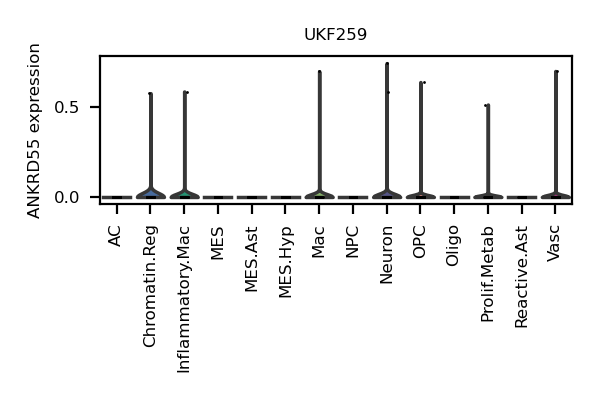 UKF259
ANKRD55 expression
0.5
0.0
AC
Chromatin.Reg
Inflammatory.Mac
MES
MES.Ast
MES.Hyp
Mac
NPC
Neuron
OPC
Oligo
Prolif.Metab
Reactive.Ast
Vasc